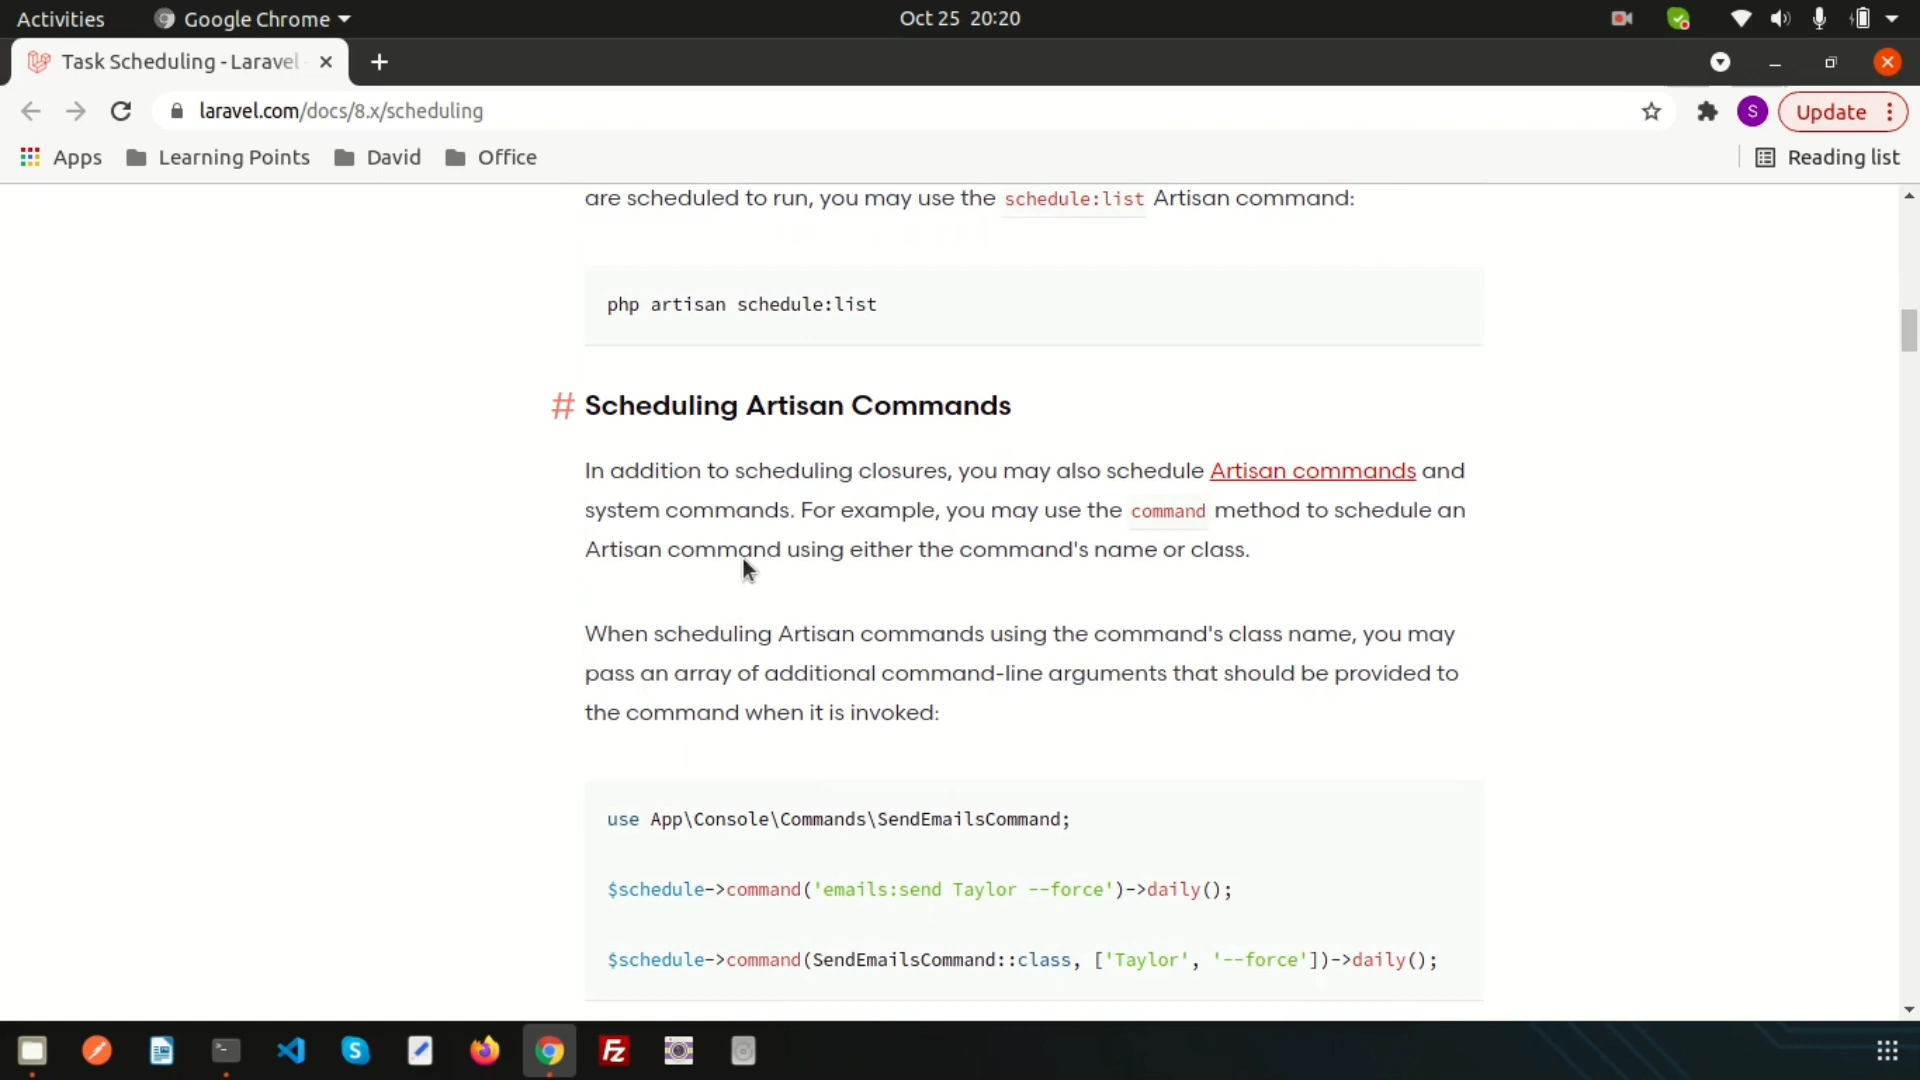 Activities
Google Chrome
Oct 25 20:20
Task Scheduling - Laravel
laravel.com/docs/8.x/scheduling
S
Update
Apps
Learning Points
David
Office
Reading list
are scheduled to run, you may use the schedule:list Artisan command:
php artisan schedule:list
# Scheduling Artisan Commands
In addition to scheduling closures, you may also schedule Artisan commands and
system commands. For example, you may use the command method to schedule an
Artisan command using either the command's name or class.
When scheduling Artisan commands using the command's class name, you may
pass an array of additional command-line arguments that should be provided to
the command when it is invoked:
use App\Console\Commands\SendEmailsCommand;
$schedule->command('emails:send Taylor --force')->daily();
$schedule->command(SendEmailsCommand::class, ['Taylor', '--force'])->daily();